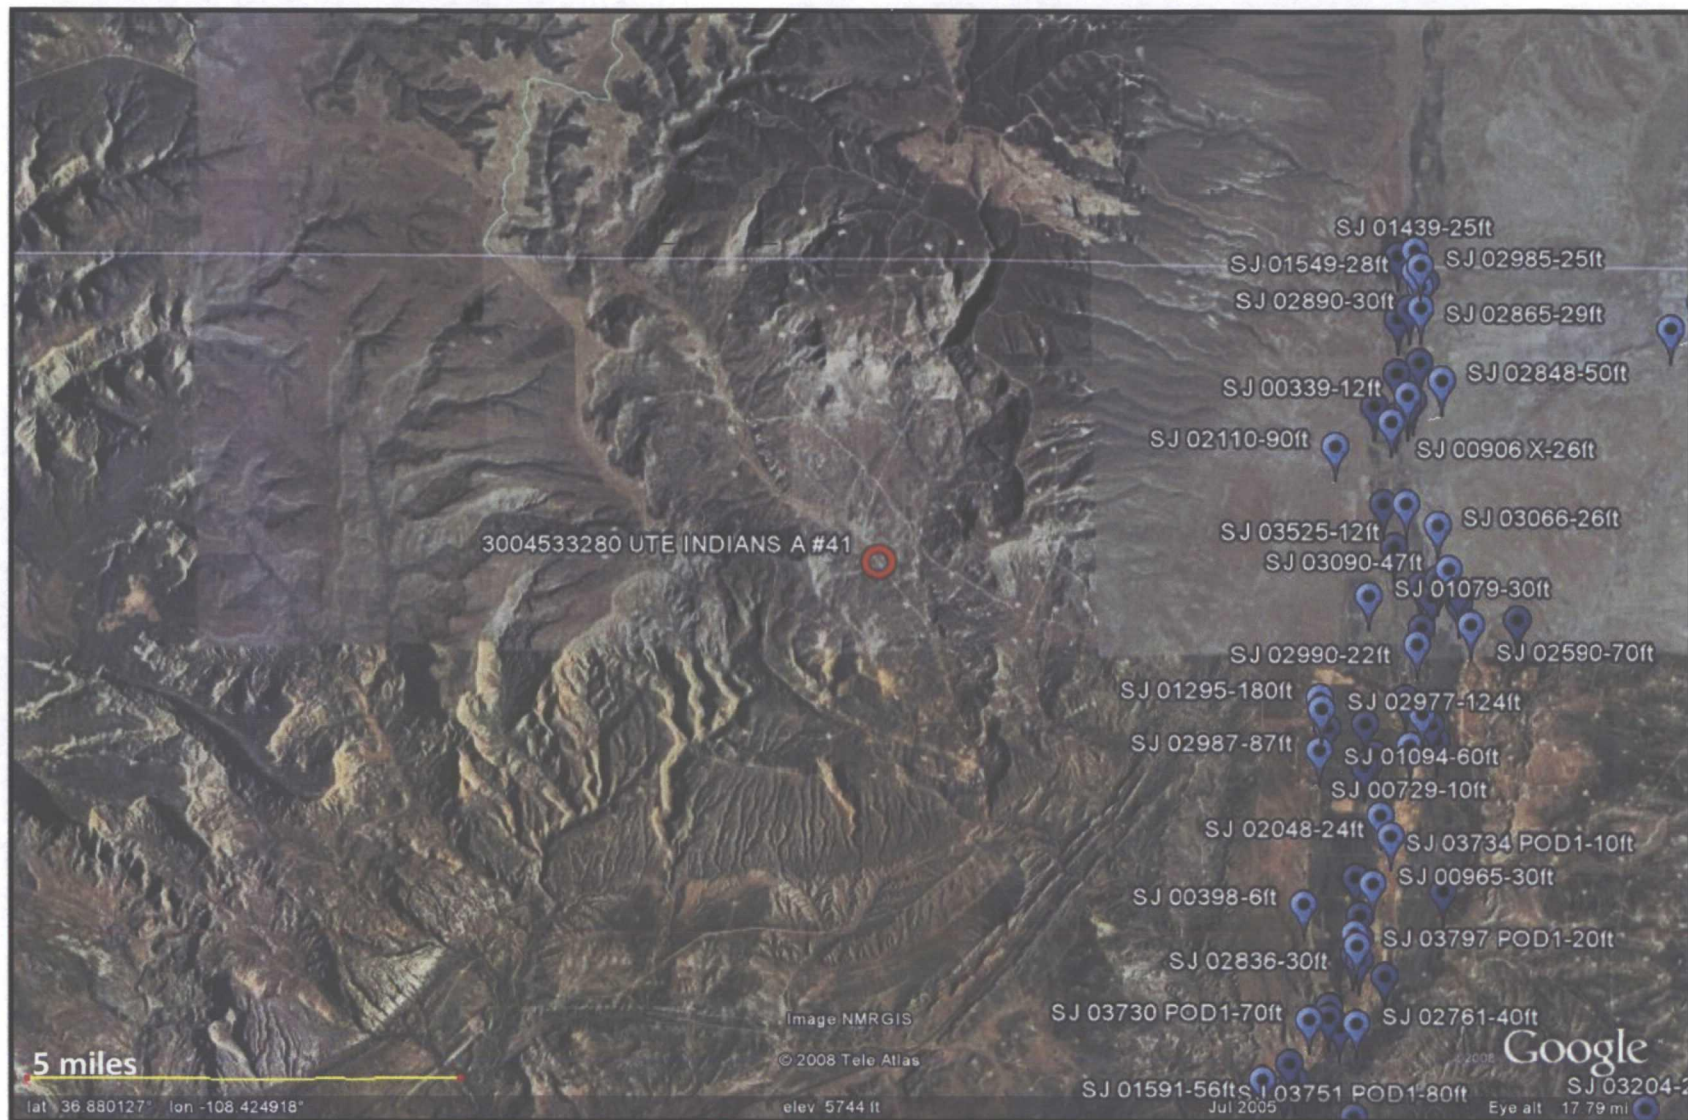 SJ 01439-25ft
SJ 01549-28ft
SJ 02985-25ft
SJ 02890-30ft
SJ 02865-29ft
SJ 02848-50ft
SJ 00339-12ft
SJ 02110-90ft
SJ 00906 X-26ft
SJ 03066-26ft
SJ 03525-12ft
3004533280 UTE INDIANS A #41
SJ 03090-47ft
SJ 01079-30ft
SJ 02990-22ft
SJ 02590-70ft
SJ 01295-180ft
SJ 02977-124ft
SJ 02987-87ft
SJ 01094-60ft
SJ 00729-10ft
SJ 02048-24ft
SJ 03734 POD1-10ft
SJ 00965-30ft
SJ 00398-6ft
SJ 03797 POD1-20ft
SJ 02836-30ft
SJ 03730 POD1-70ft
SJ 02761-40ft
Image NMRGIS
5 miles
© 2008 Tele Atlas
©2008 Google
SJ 01591-56ft
SJ 03751 POD1-80ft
SJ 03204-2
lat 36.880127° lon -108.424918°
elev 5744 ft
Jul 2005
Eye alt 17.79 mi